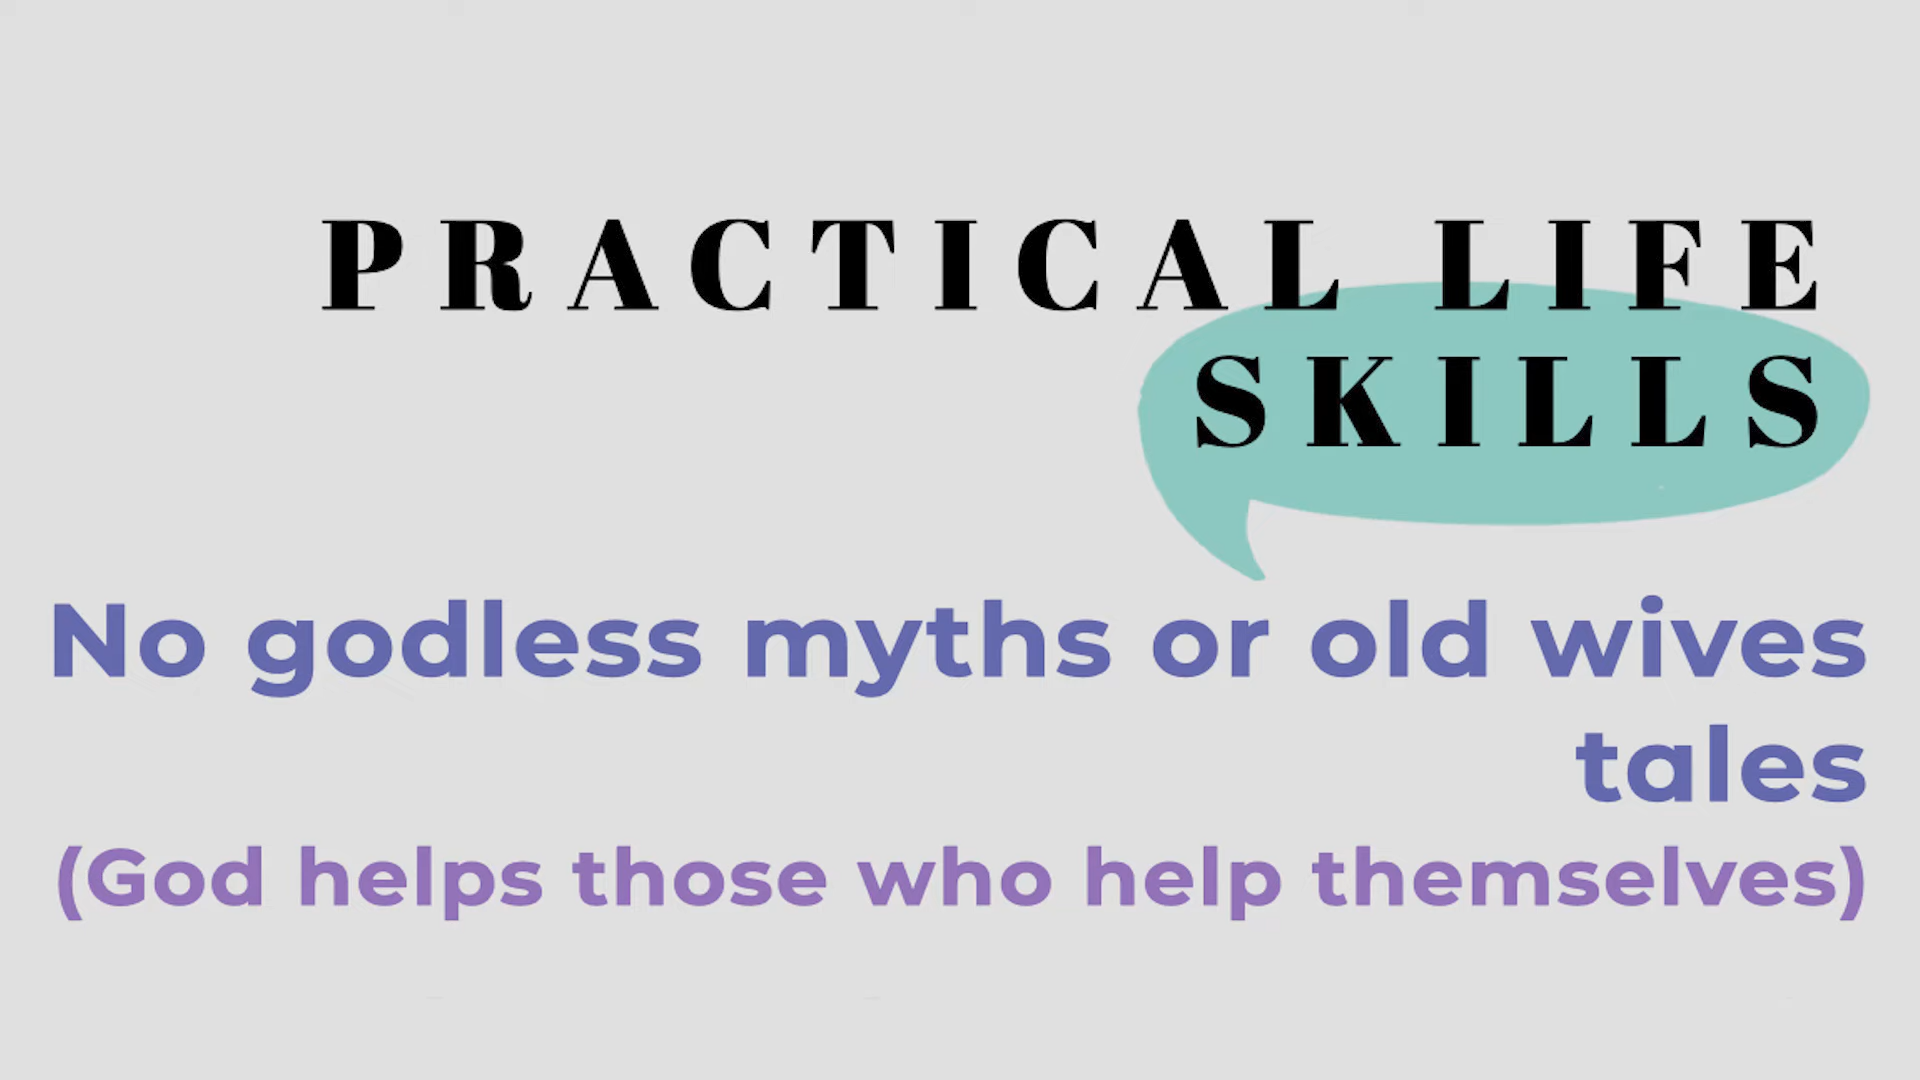 PRACTICAL LIFE
SKILLS
No godless myths or old wives
tales
(God helps those who help themselves)